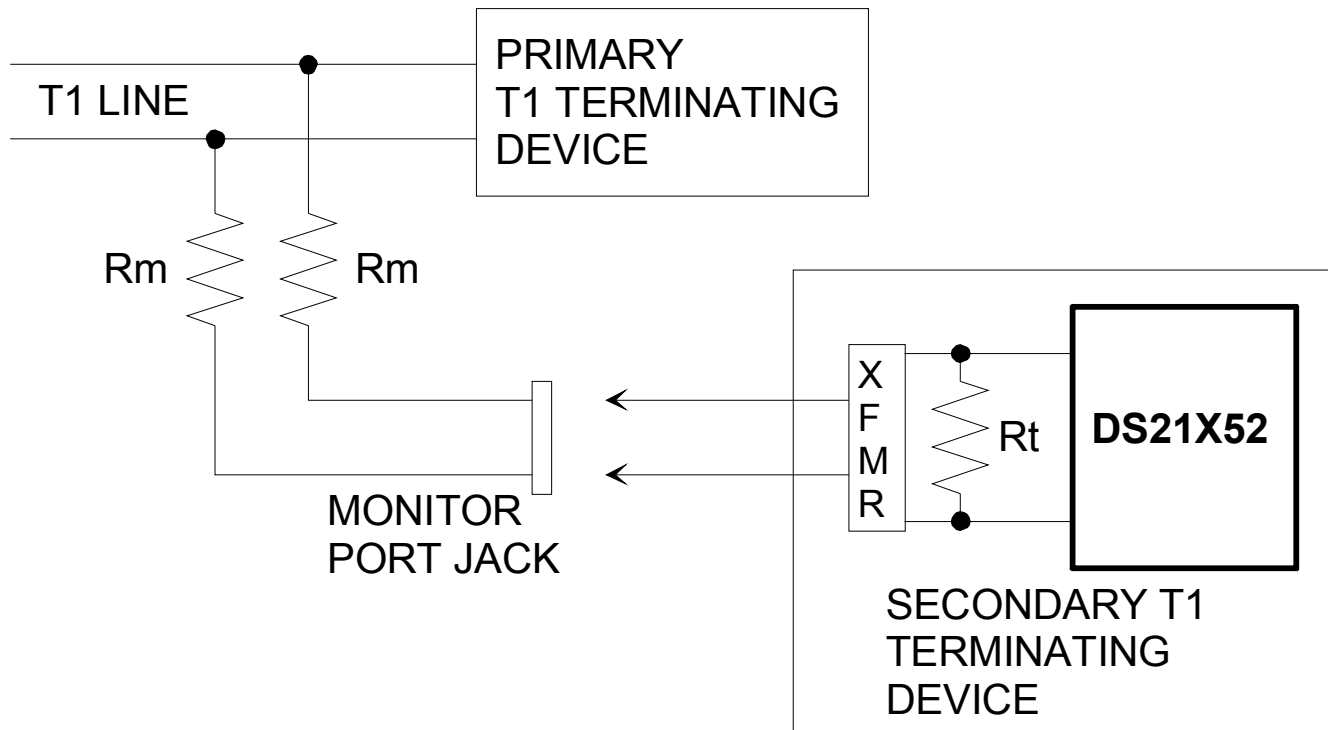 PRIMARY
T1 TERMINATING
DEVICE
T1 LINE
Rm
Rm
X
F
M
R
Rt
DS21X52
MONITOR
PORT JACK
SECONDARY T1
TERMINATING
DEVICE